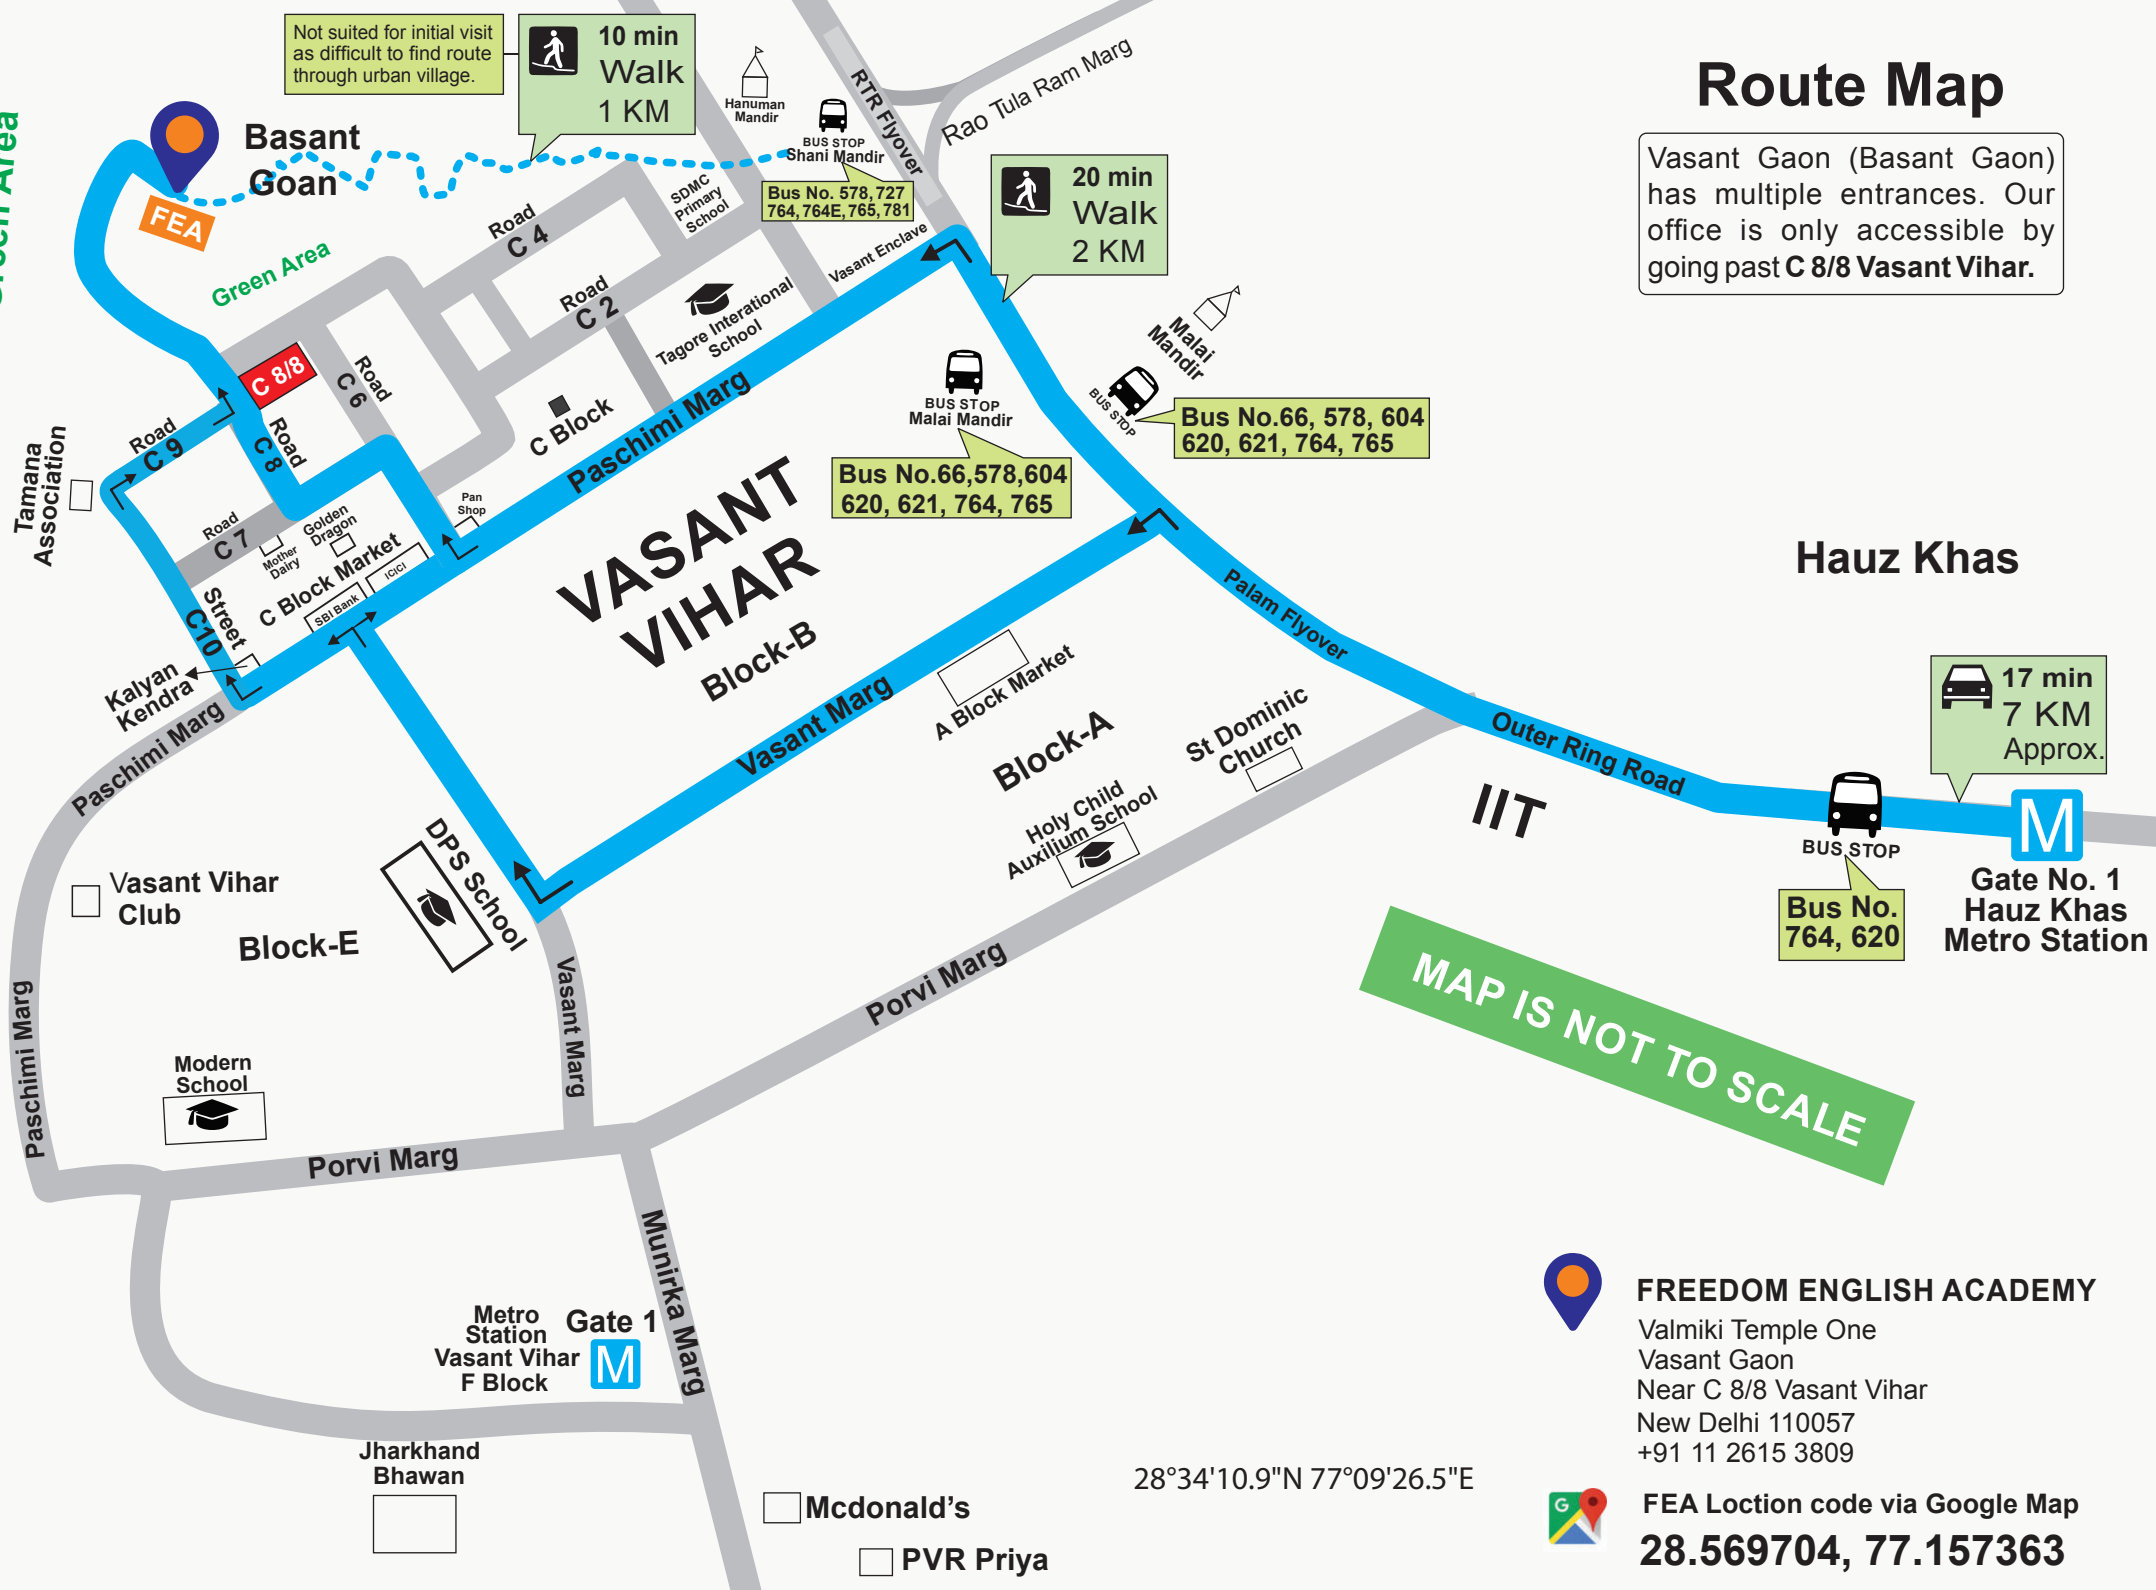 Route Map
Vasant Gaon (Basant Gaon)
has multiple entrances. Our
office is only accessible by
going past C 8/8 Vasant Vihar.
Not suited for initial visit
as difficult to find route
through urban village.
10 min
Walk
1 KM
Hanuman
Mandir
BUS STOP
Shani Mandir
Bus No. 578, 727
764, 764E, 765, 781
RTR Flyover
Rao Tula Ram Marg
20 min
Walk
2 KM
Green Area
Basant
Goan
FEA
Green Area
Road
C 4
SDMC
Primary
School
Road
C 2
Vasant Enclave
Tagore Interational
School
Malai
Mandir
BUS STOP
Malai Mandir
Bus No.66,578,604
620, 621, 764, 765
BUS STOP
Bus No.66, 578, 604
620, 621, 764, 765
C 8/8
Road
C 6
Road
C 8
Road
C 9
C Block
Paschimi Marg
Tamana
Association
Pan
Shop
Road
C 7
Golden
Dragon
Mother
Dairy
C Block Market
ICICI
SBI Bank
Street
C10
Kalyan
Kendra
VASANT
VIHAR
Block-B
Hauz Khas
Palam Flyover
Paschimi Marg
Vasant Marg
A Block Market
Block-A
St Dominic
Church
Holy Child
Auxilium School
Outer Ring Road
IIT
17 min
7 KM
Approx.
BUS STOP
Bus No.
764, 620
M
Gate No. 1
Hauz Khas
Metro Station
DPS School
Vasant Vihar
Club
Block-E
Vasant Marg
Porvi Marg
MAP IS NOT TO SCALE
Paschimi Marg
Modern
School
Porvi Marg
Munirka Marg
Metro
Station
Vasant Vihar
F Block
Gate 1
M
Jharkhand
Bhawan
Mcdonald’s
PVR Priya
28°34'10.9"N 77°09'26.5"E
FREEDOM ENGLISH ACADEMY
Valmiki Temple One
Vasant Gaon
Near C 8/8 Vasant Vihar
New Delhi 110057
+91 11 2615 3809
G
FEA Loction code via Google Map
28.569704, 77.157363